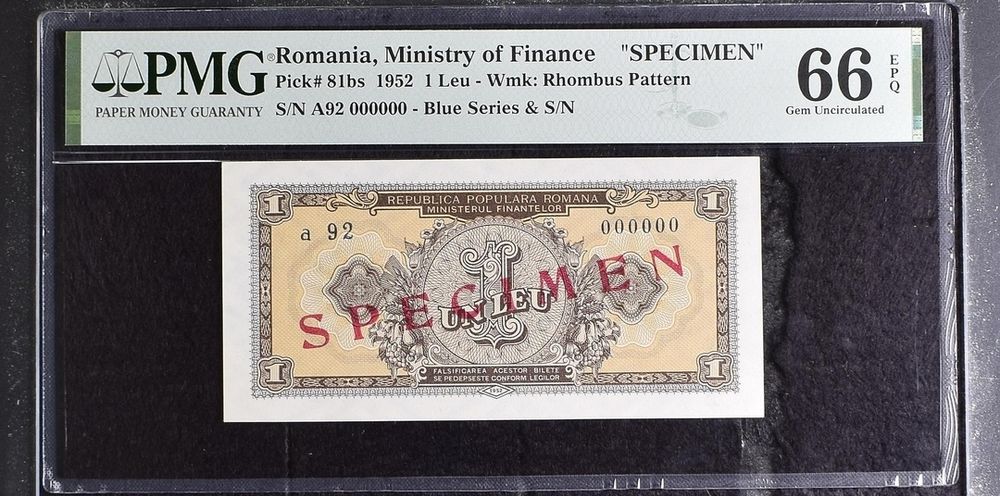 PMG® Romania, Ministry of Finance "SPECIMEN"
Pick# 81bs 1952 1 Leu - Wmk: Rhombus Pattern
PAPER MONEY GUARANTY S/N A92 000000 - Blue Series & S/N
66 EPQ
Gem Uncirculated
1 REPUBLICA POPULARA ROMANA 1
MINISTERUL FINANTELOR
a 92 000000
SPECIMEN
1
UN LEU
1 FALSIFICAREA ACESTOR BILETE 1
SE PEDEPSESTE CONFORM LEGILOR
1952